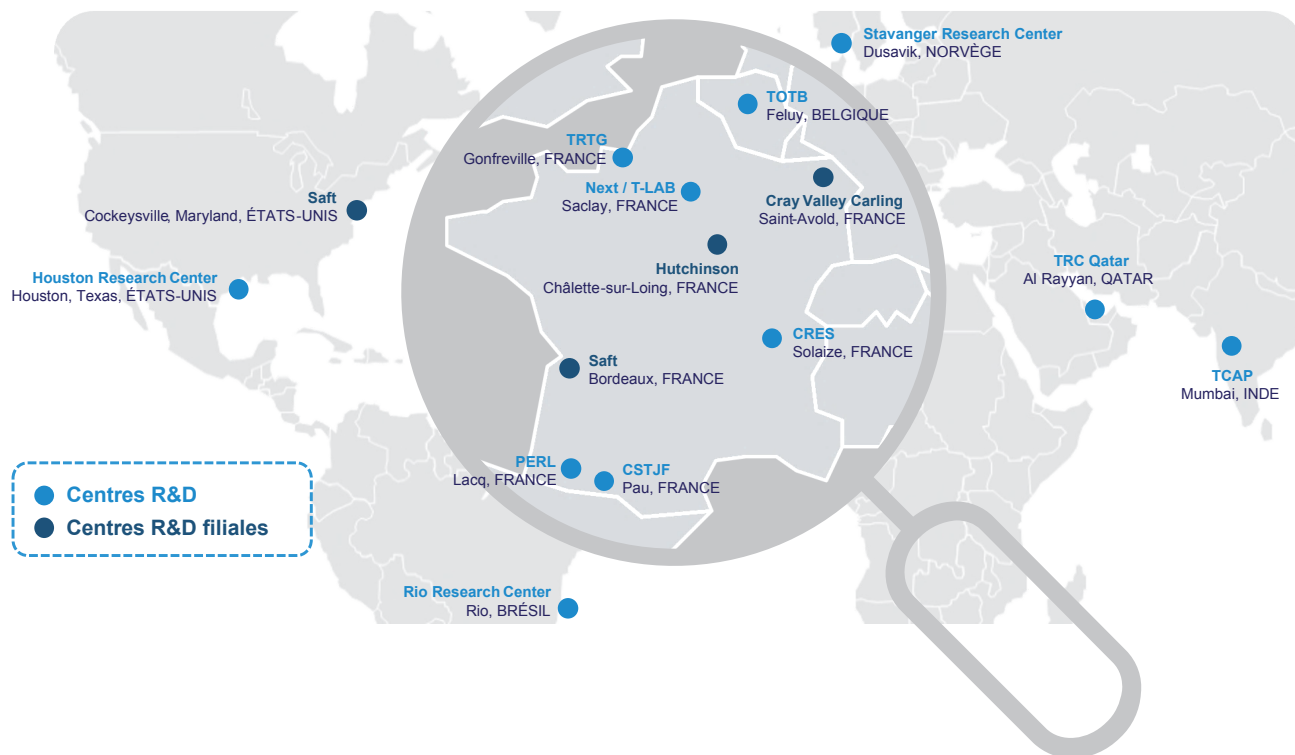 Stavanger Research Center
Dusavik, NORVÈGE
TOTB
Feluy, BELGIQUE
TRTG
Gonfreville, FRANCE
Next / T-LAB
Saclay, FRANCE
Cray Valley Carling
Saint-Avold, FRANCE
Saft
Cockeysville, Maryland, ÉTATS-UNIS
Hutchinson
Châlette-sur-Loing, FRANCE
Houston Research Center
Houston, Texas, ÉTATS-UNIS
TRC Qatar
Al Rayyan, QATAR
CRES
Solaize, FRANCE
Saft
Bordeaux, FRANCE
TCAP
Mumbai, INDE
PERL
Lacq, FRANCE
CSTJF
Pau, FRANCE
Centres R&D
Centres R&D filiales
Rio Research Center
Rio, BRÉSIL